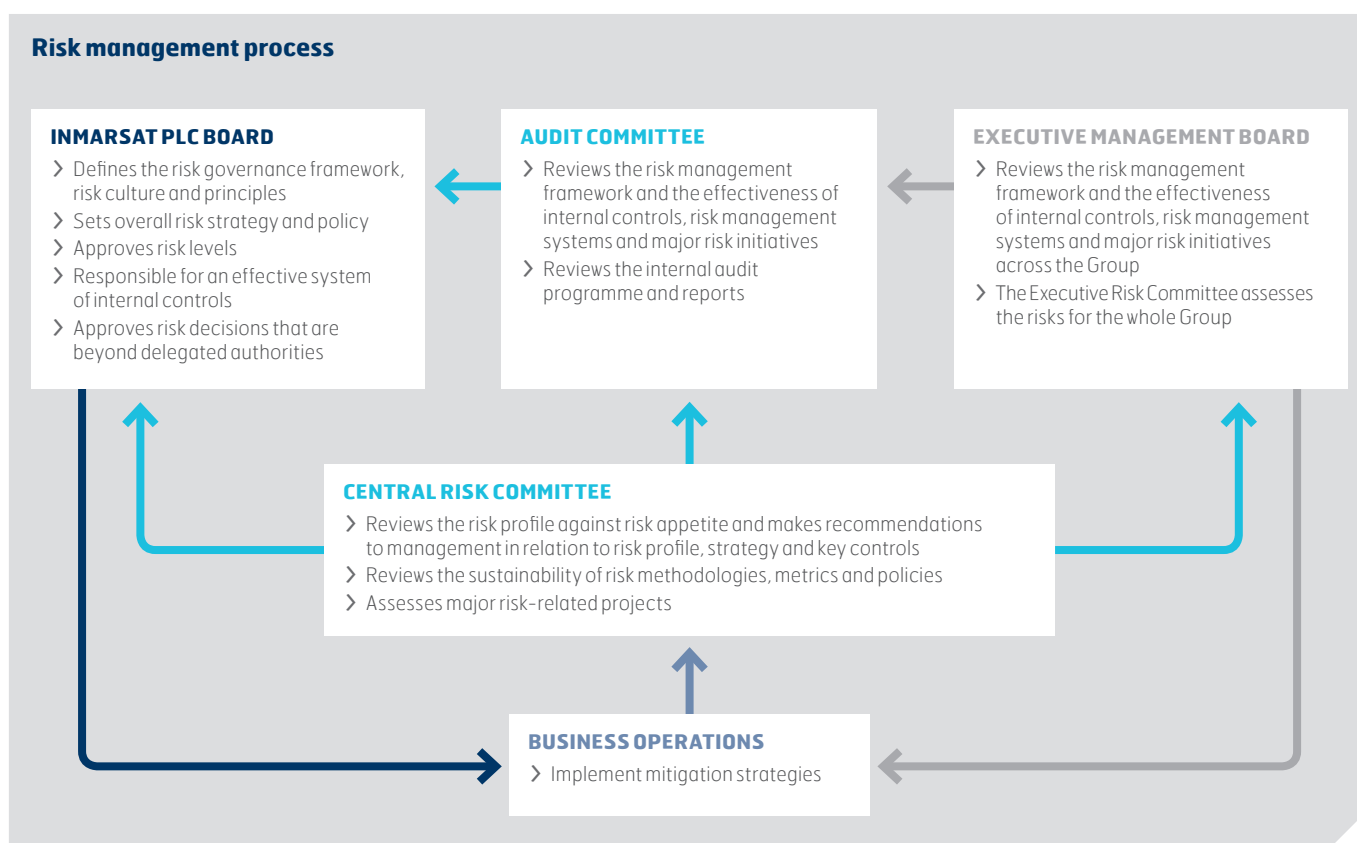 Risk management process
INMARSAT PLC BOARD
> Defines the risk governance framework,
risk culture and principles
> Sets overall risk strategy and policy
> Approves risk levels
> Responsible for an effective system
of internal controls
> Approves risk decisions that are
beyond delegated authorities
AUDIT COMMITTEE
> Reviews the risk management
framework and the effectiveness of
internal controls, risk management
systems and major risk initiatives
> Reviews the internal audit
programme and reports
EXECUTIVE MANAGEMENT BOARD
> Reviews the risk management
framework and the effectiveness
of internal controls, risk management
systems and major risk initiatives
across the Group
> The Executive Risk Committee assesses
the risks for the whole Group
CENTRAL RISK COMMITTEE
> Reviews the risk profile against risk appetite and makes recommendations
to management in relation to risk profile, strategy and key controls
> Reviews the sustainability of risk methodologies, metrics and policies
> Assesses major risk-related projects
BUSINESS OPERATIONS
> Implement mitigation strategies